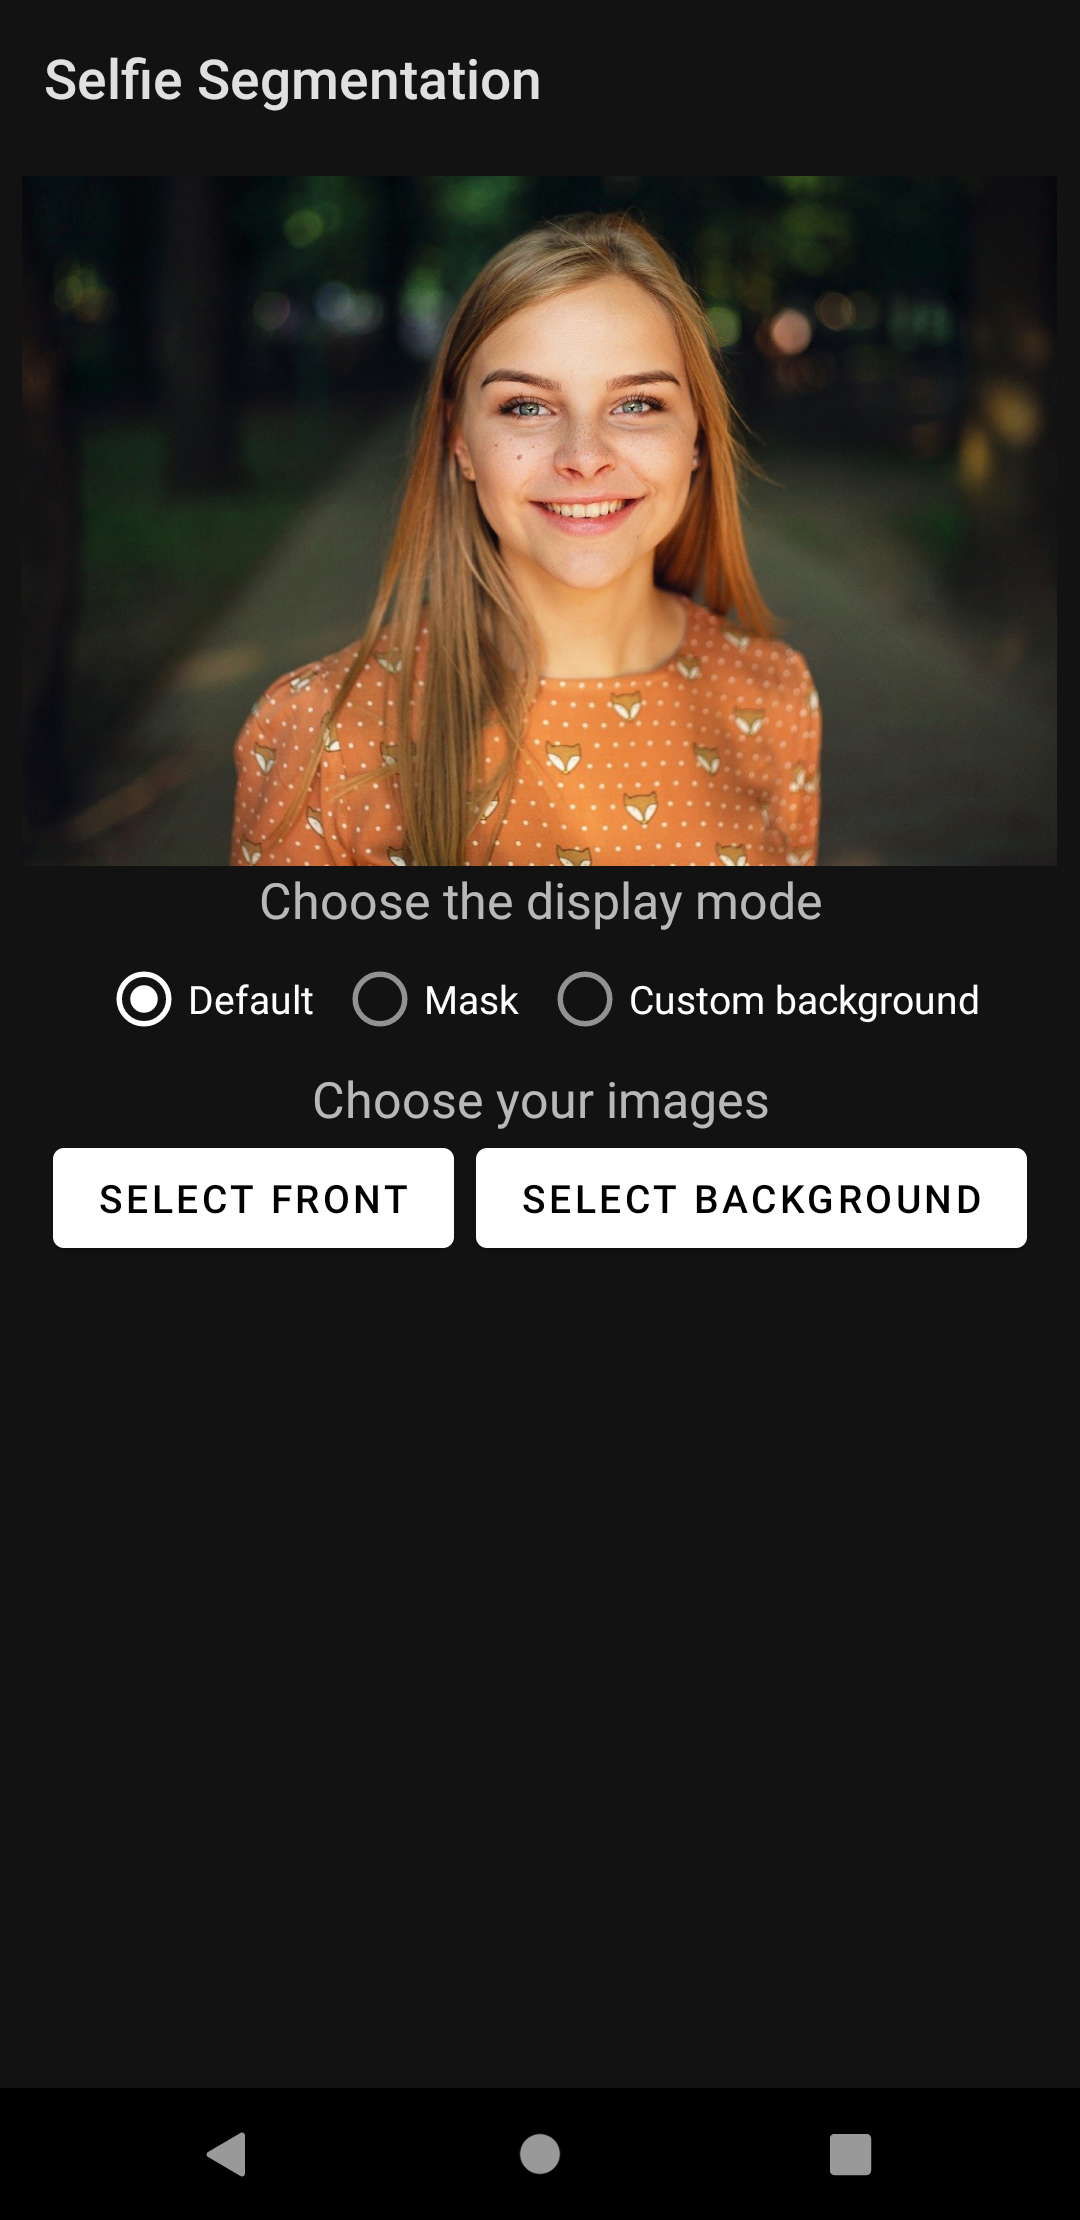 Selfie Segmentation
Choose the display mode
Default Mask Custom background
Choose your images
SELECT FRONT SELECT BACKGROUND